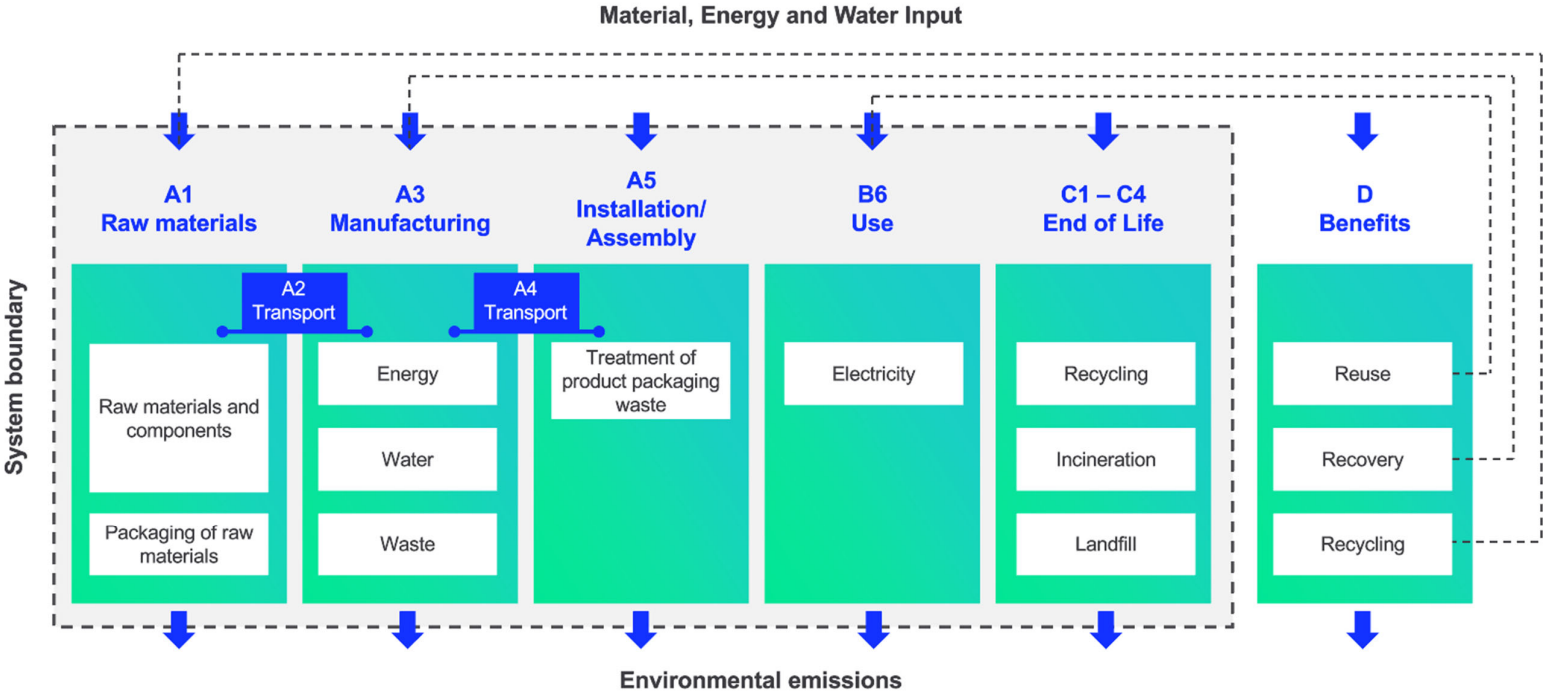 Material, Energy and Water Input
System boundary
A1
Raw materials
A3
Manufacturing
A5
Installation/
Assembly
B6
Use
C1 – C4
End of Life
D
Benefits
A2
Transport
A4
Transport
Raw materials and
components
Packaging of raw
materials
Energy
Water
Waste
Treatment of
product packaging
waste
Electricity
Recycling
Incineration
Landfill
Reuse
Recovery
Recycling
Environmental emissions